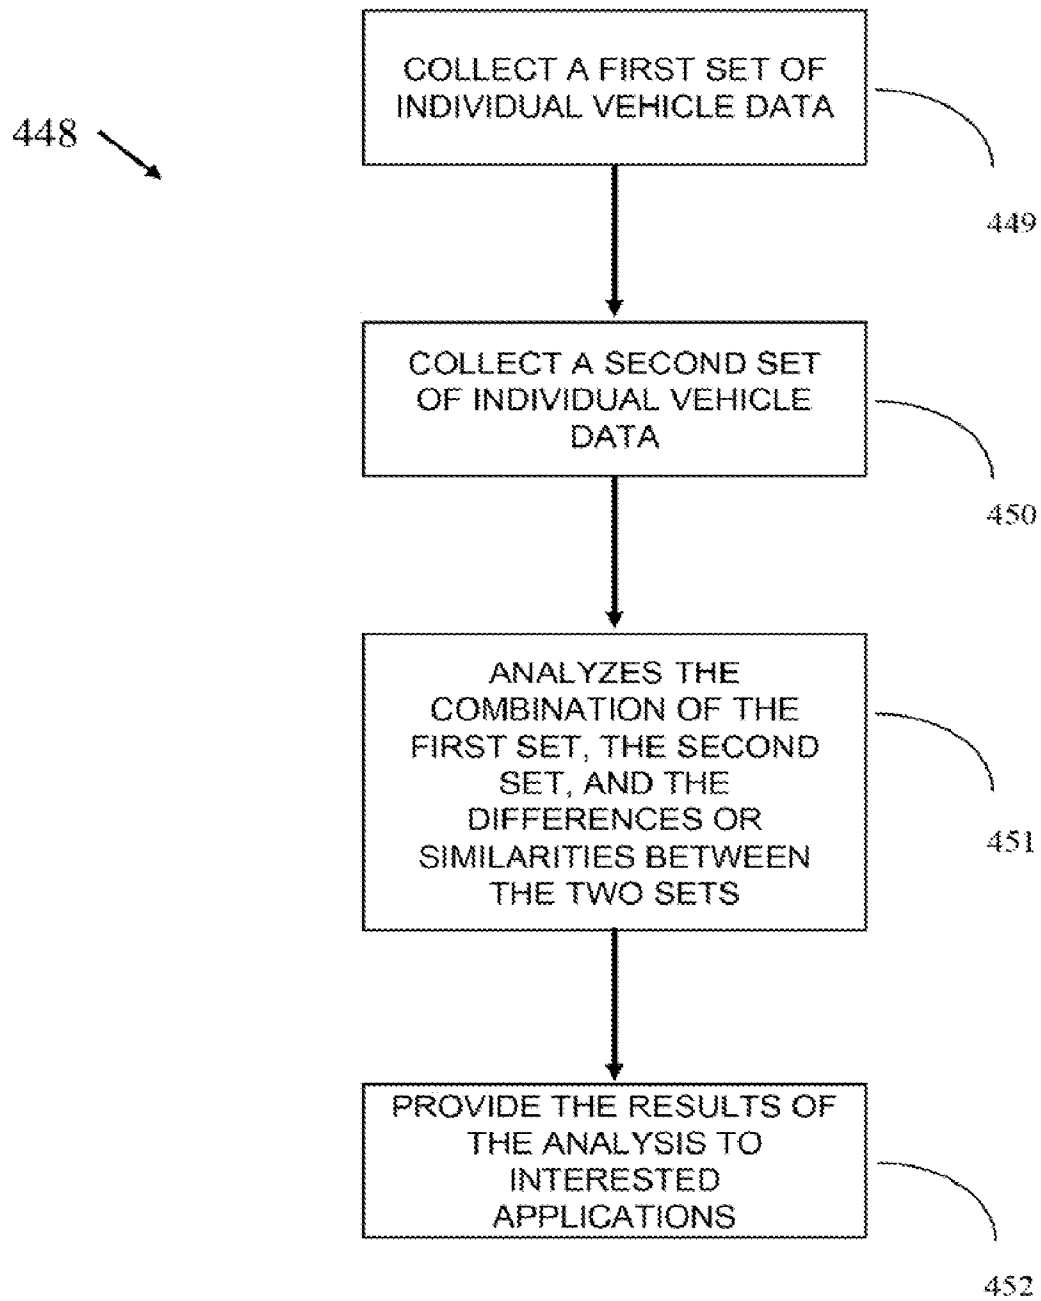 448
COLLECT A FIRST SET OF
INDIVIDUAL VEHICLE DATA
449
COLLECT A SECOND SET
OF INDIVIDUAL VEHICLE
DATA
450
ANALYZES THE
COMBINATION OF THE
FIRST SET, THE SECOND
SET, AND THE
DIFFERENCES OR
SIMILARITIES BETWEEN
THE TWO SETS
451
PROVIDE THE RESULTS OF
THE ANALYSIS TO
INTERESTED
APPLICATIONS
452